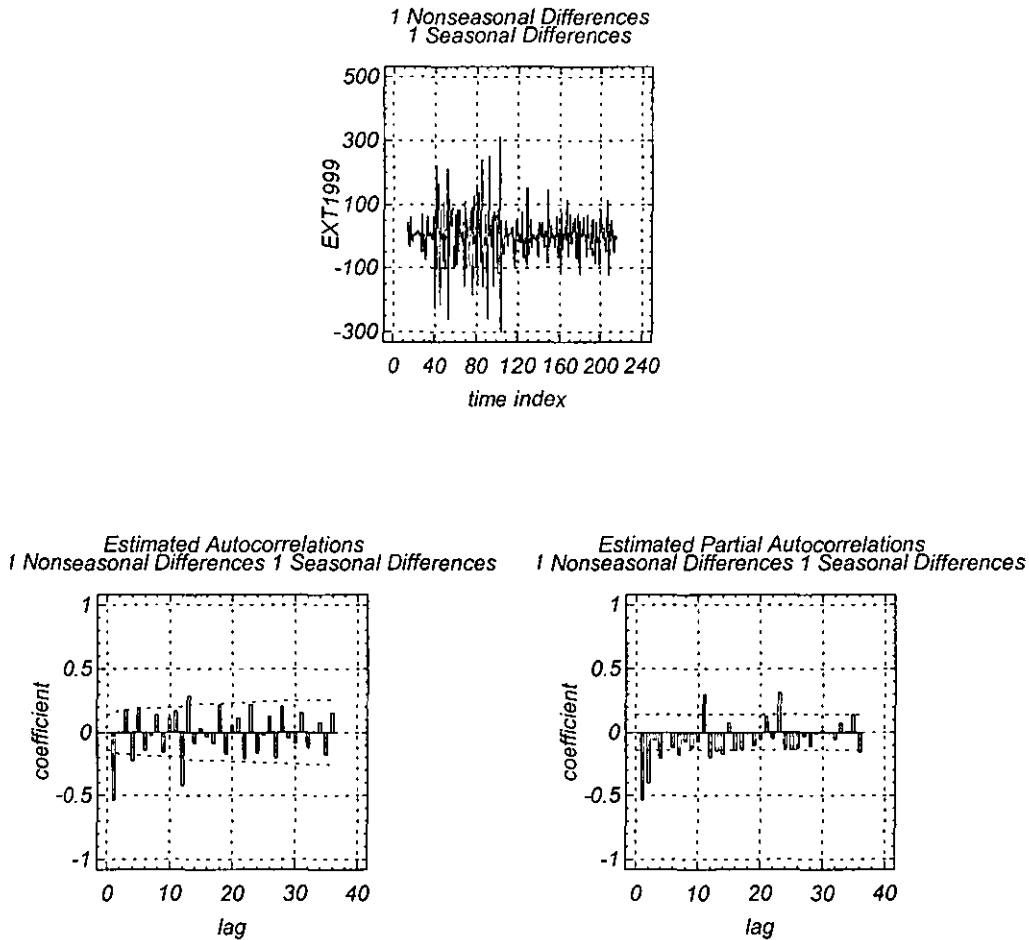 1 Nonseasonal Differences
1 Seasonal Differences
500
300
100
-100
-300
EXT1999
0 40 80 120 160 200 240
time index
Estimated Autocorrelations
1 Nonseasonal Differences 1 Seasonal Differences
1
0.5
0
-0.5
-1
coefficient
0 10 20 30 40
lag
Estimated Partial Autocorrelations
1 Nonseasonal Differences 1 Seasonal Differences
1
0.5
0
-0.5
-1
coefficient
0 10 20 30 40
lag